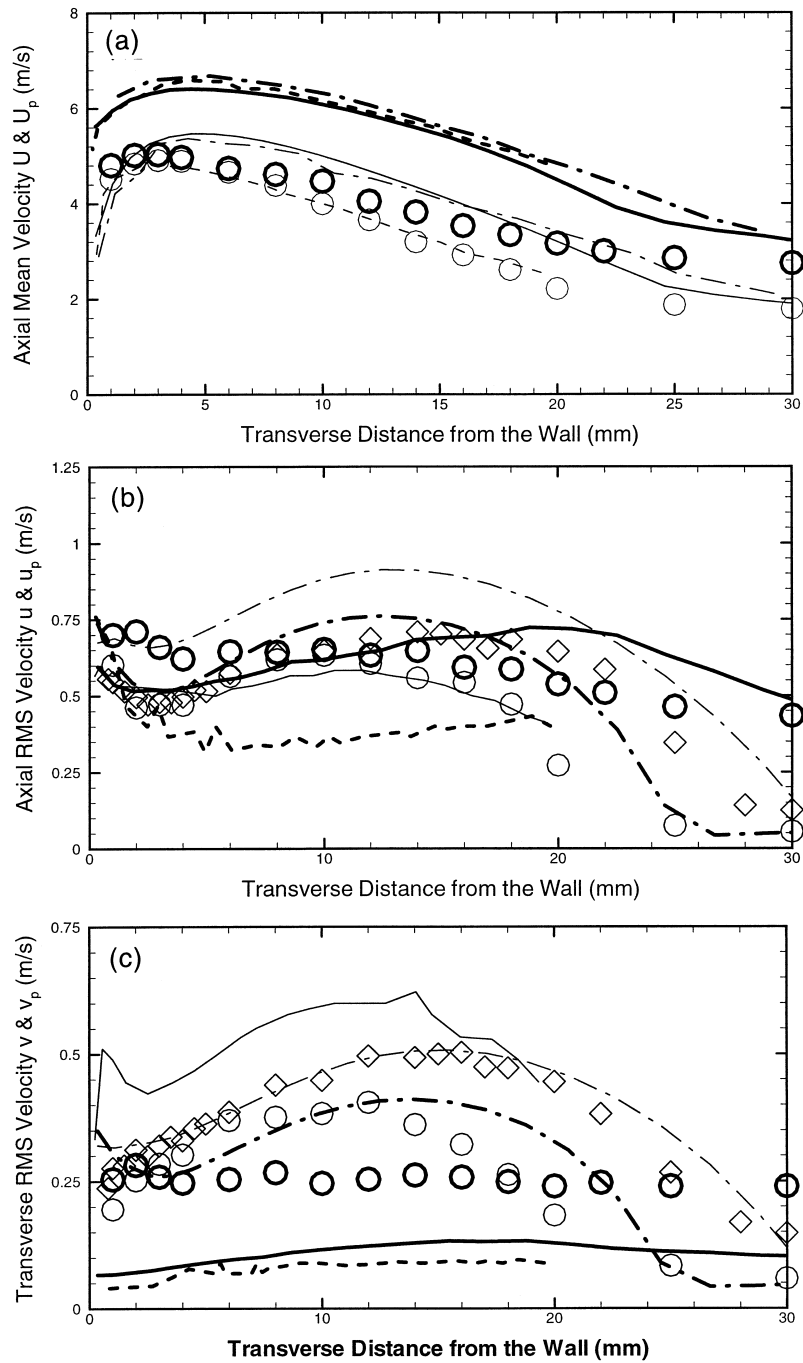 (a)
Axial Mean Velocity U & Up (m/s)
8
6
4
2
0
0 5 10 15 20 25 30
Transverse Distance from the Wall (mm)
(b)
Axial RMS Velocity u & up (m/s)
1.25
1
0.75
0.5
0.25
0
0 10 20 30
Transverse Distance from the Wall (mm)
(c)
Transverse RMS Velocity v & vp (m/s)
0.75
0.5
0.25
0
0 10 20 30
Transverse Distance from the Wall (mm)